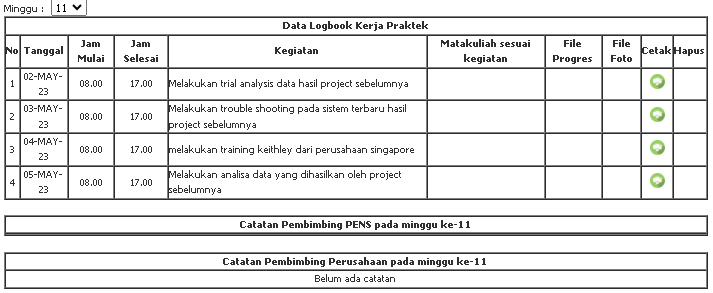 Minggu : 11
Data Logbook Kerja Praktek
No Tanggal Jam Mulai Jam Selesai Kegiatan Matakuliah sesuai kegiatan File Progres File Foto Cetak Hapus
1 02-MAY-23 08.00 17.00 Melakukan trial analysis data hasil project sebelumnya
2 03-MAY-23 08.00 17.00 Melakukan trouble shooting pada sistem terbaru hasil project sebelumnya
3 04-MAY-23 08.00 17.00 melakukan training keithley dari perusahaan singapore
4 05-MAY-23 08.00 17.00 Melakukan analisa data yang dihasilkan oleh project sebelumnya
Catatan Pembimbing PENS pada minggu ke-11
Catatan Pembimbing Perusahaan pada minggu ke-11
Belum ada catatan